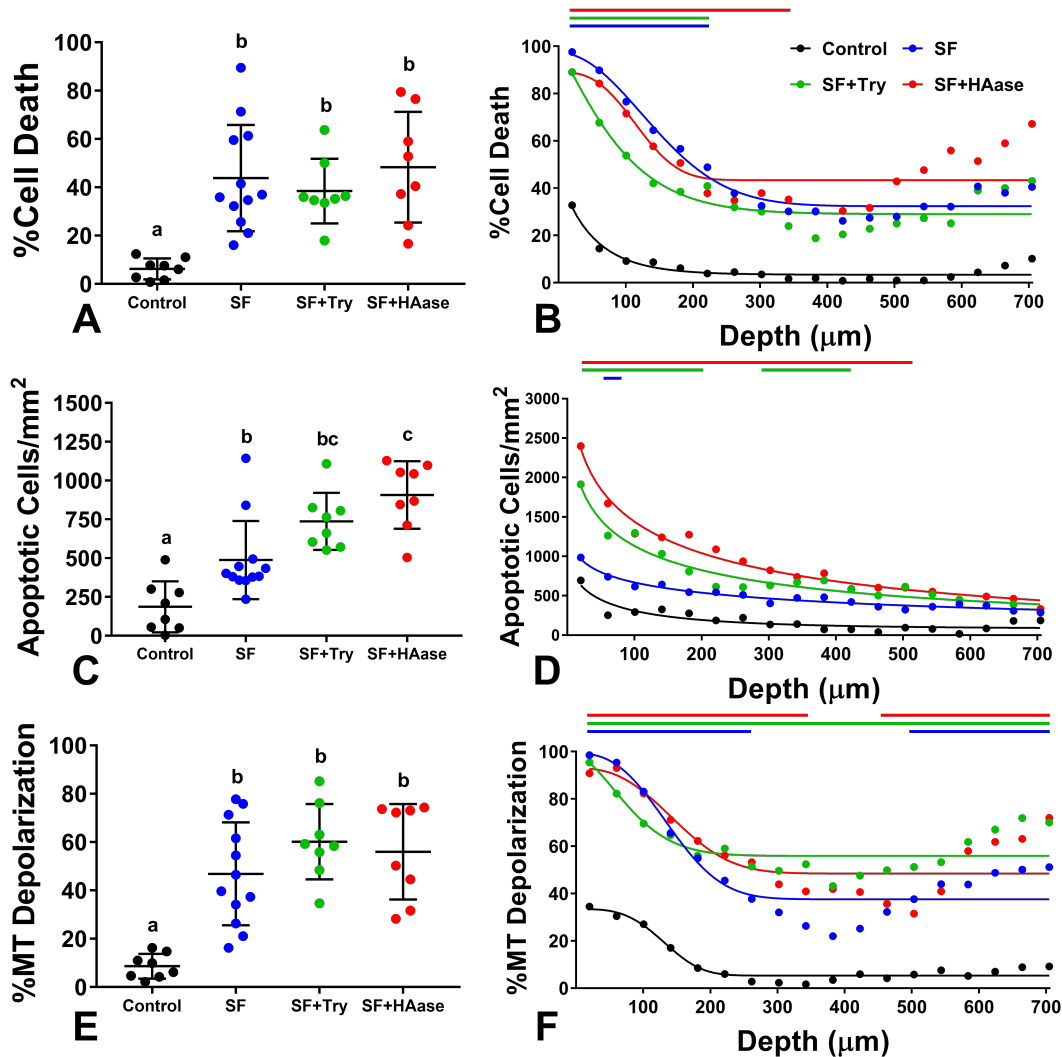 %Cell Death
100
80
60
40
20
0
a
b
b
b
Control
SF
SF+Try
SF+HAase
A
%Cell Death
100
80
60
40
20
0
Control
SF
SF+Try
SF+HAase
100
200
300
400
500
600
700
Depth (µm)
B
Apoptotic Cells/mm²
1500
1250
1000
750
500
250
0
a
b
bc
c
Control
SF
SF+Try
SF+HAase
C
Apoptotic Cells/mm²
3000
2500
2000
1500
1000
500
0
100
200
300
400
500
600
700
Depth (µm)
D
%MT Depolarization
100
80
60
40
20
0
a
b
b
b
Control
SF
SF+Try
SF+HAase
E
%MT Depolarization
100
80
60
40
20
0
100
200
300
400
500
600
700
Depth (µm)
F